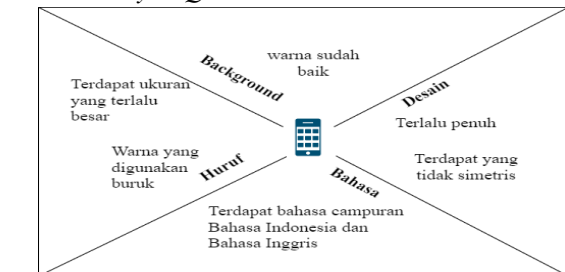 Background
warna sudah
baik
Desain
Terlalu penuh
Terdapat yang
tidak simetris
Terdapat ukuran
yang terlalu
besar
Warna yang
digunakan
buruk
Huruf
Bahasa
Terdapat bahasa campuran
Bahasa Indonesia dan
Bahasa Inggris